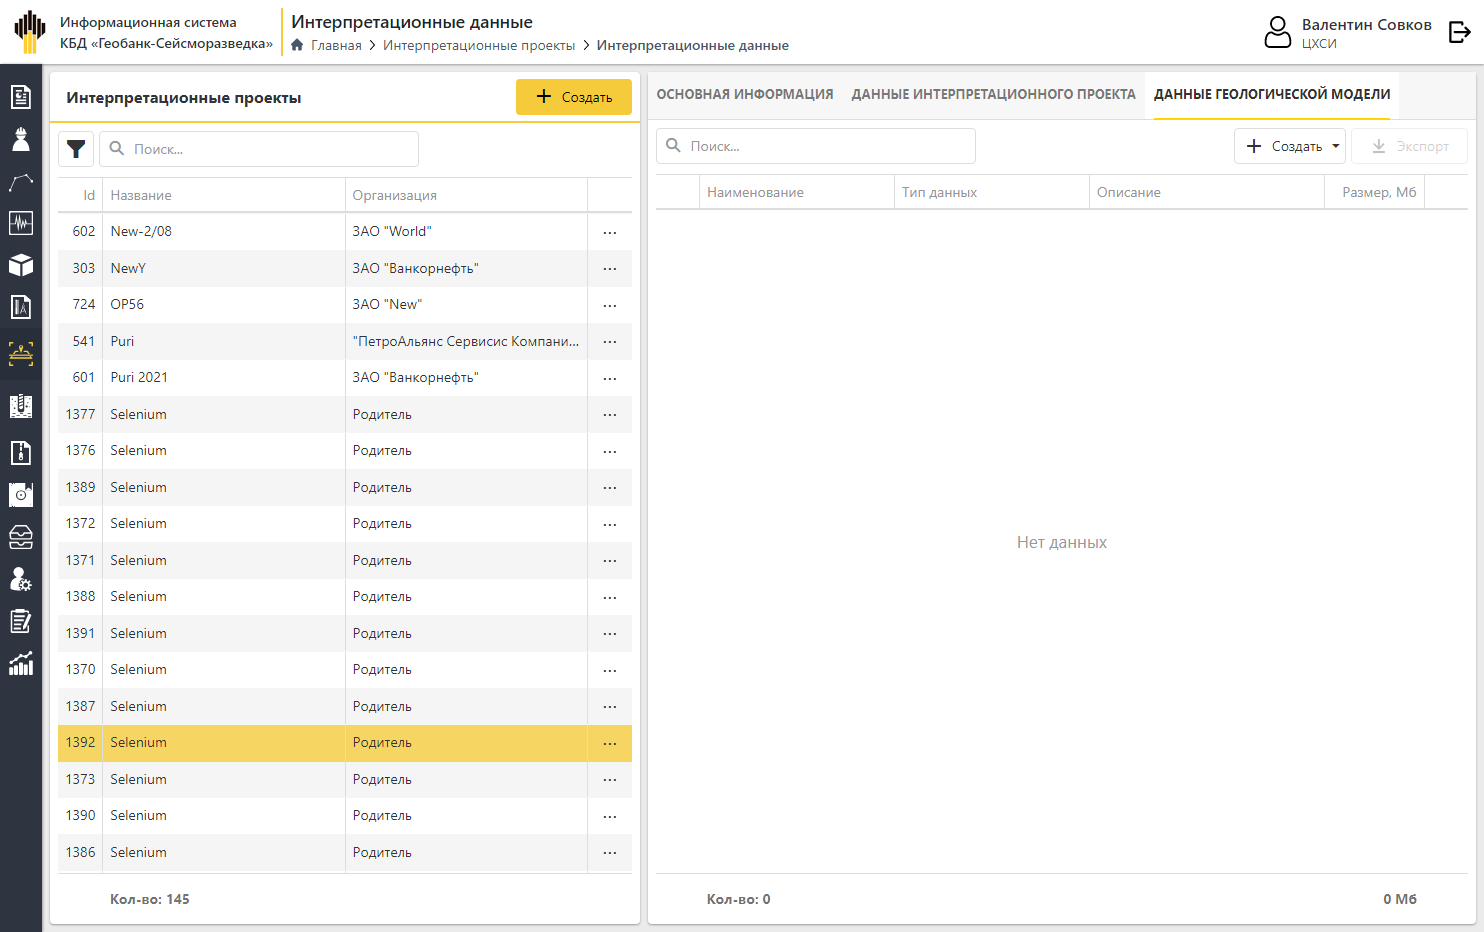 Информационная система
КБД «Геобанк-Сейсморазведка»
Интерпретационные данные
Главная > Интерпретационные проекты > Интерпретационные данные
Валентин Совков
ЦХСИ
Интерпретационные проекты
Создать
Поиск...
Id Название Организация
602 New-2/08 ЗАО "World" ...
303 NewY ЗАО "Ванкорнефть" ...
724 OP56 ЗАО "New" ...
541 Puri "ПетроАльянс Сервисис Компани... ...
601 Puri 2021 ЗАО "Ванкорнефть" ...
1377 Selenium Родитель ...
1376 Selenium Родитель ...
1389 Selenium Родитель ...
1372 Selenium Родитель ...
1371 Selenium Родитель ...
1388 Selenium Родитель ...
1391 Selenium Родитель ...
1370 Selenium Родитель ...
1387 Selenium Родитель ...
1392 Selenium Родитель ...
1373 Selenium Родитель ...
1390 Selenium Родитель ...
1386 Selenium Родитель ...
Кол-во: 145
ОСНОВНАЯ ИНФОРМАЦИЯ ДАННЫЕ ИНТЕРПРЕТАЦИОННОГО ПРОЕКТА ДАННЫЕ ГЕОЛОГИЧЕСКОЙ МОДЕЛИ
Поиск... Создать Экспорт
Наименование Тип данных Описание Размер, Мб
Нет данных
Кол-во: 0 0 Мб